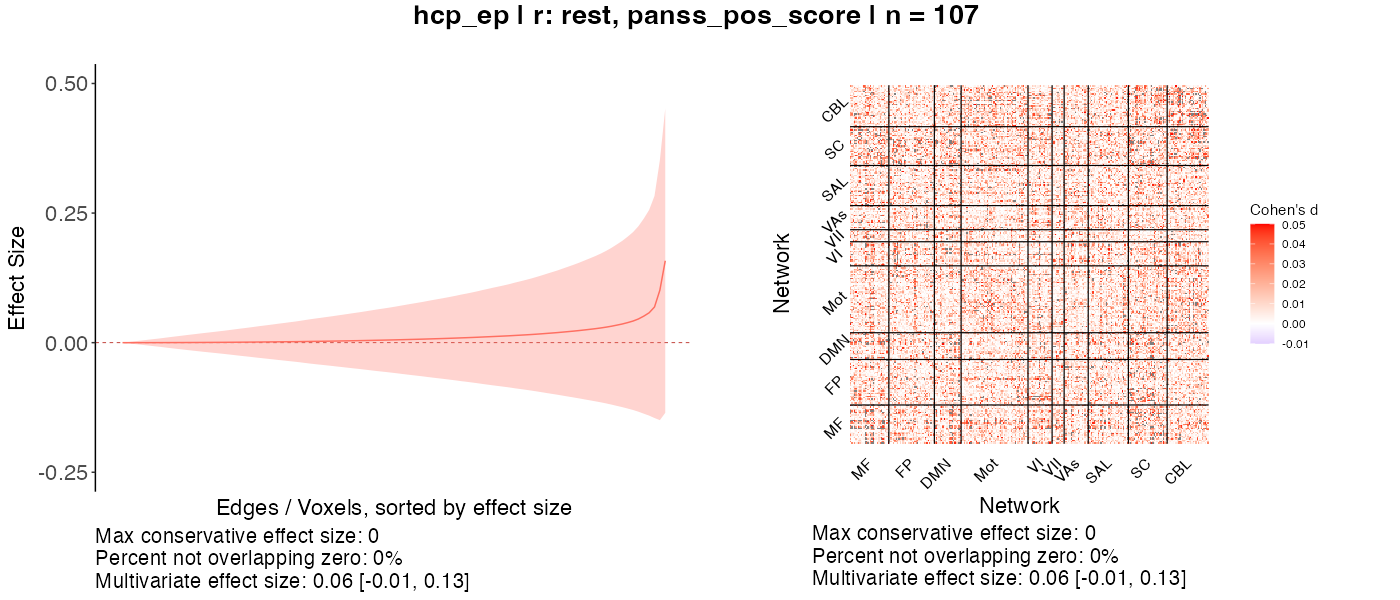 hcp_ep | r: rest, panss_pos_score | n = 107
Effect Size
0.50
0.25
0.00
-0.25
Edges / Voxels, sorted by effect size
Max conservative effect size: 0
Percent not overlapping zero: 0%
Multivariate effect size: 0.06 [-0.01, 0.13]
Network
CBL
SC
SAL
VAs
VII
VI
Mot
DMN
FP
MF
MF
FP
DMN
Mot
VI
VII
VAs
SAL
SC
CBL
Network
Max conservative effect size: 0
Percent not overlapping zero: 0%
Multivariate effect size: 0.06 [-0.01, 0.13]
Cohen's d
0.05
0.04
0.03
0.02
0.01
0.00
-0.01